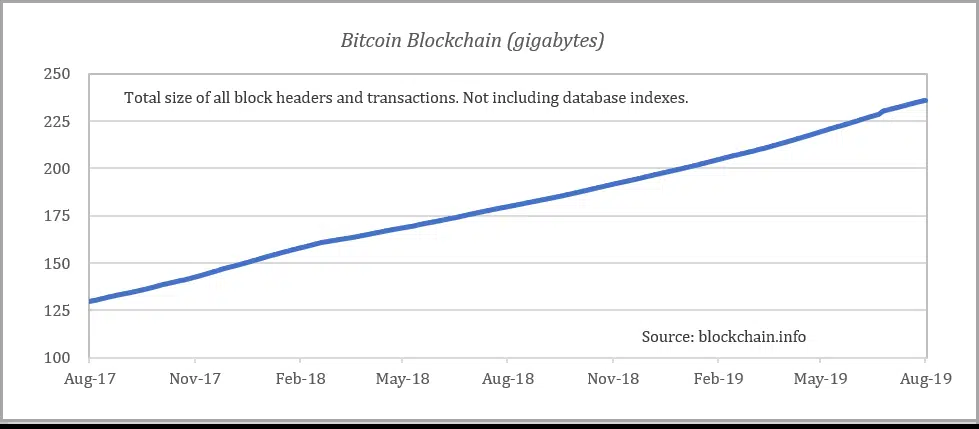 Bitcoin Blockchain (gigabytes)
250
Total size of all block headers and transactions. Not including database indexes.
225
200
175
150
125
Source: blockchain.info
100
Aug-17 Nov-17 Feb-18 May-18 Aug-18 Nov-18 Feb-19 May-19 Aug-19